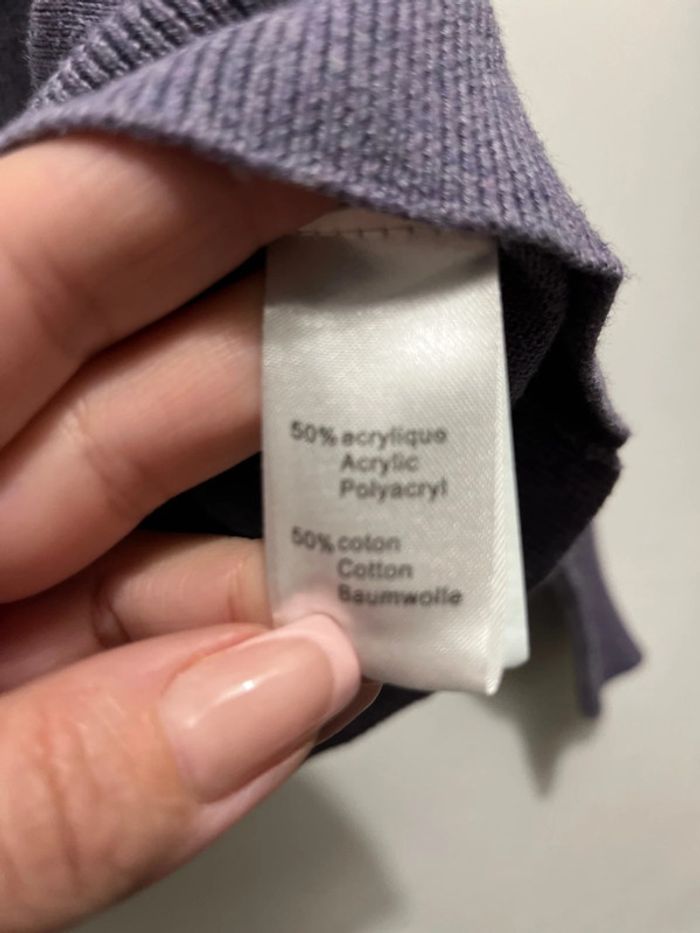 50% acrylique
Acrylic
Polyacryl
50% coton
Cotton
Baumwolle